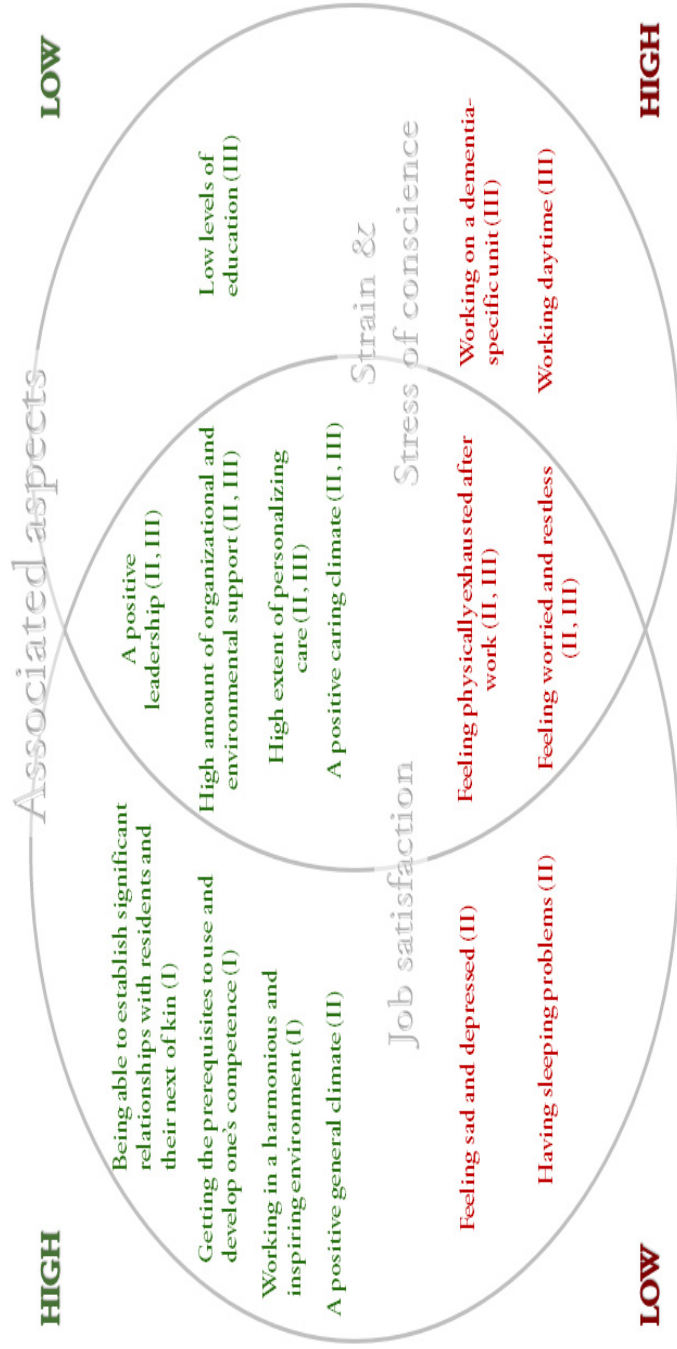 Associated aspects
HIGH
LOW
Being able to establish significant
relationships with residents and
their next of kin (I)
Getting the prerequisites to use and
develop one's competence (I)
Working in a harmonious and
inspiring environment (I)
A positive general climate (II)
A positive
leadership (II, III)
High amount of organizational and
environmental support (II, III)
High extent of personalizing
care (II, III)
A positive caring climate (II, III)
Low levels of
education (III)
Job satisfaction
Strain &
Stress of conscience
Feeling sad and depressed (II)
Having sleeping problems (II)
Feeling physically exhausted after
work (II, III)
Feeling worried and restless
(II, III)
Working on a dementia-
specific unit (III)
Working daytime (III)
LOW
HIGH